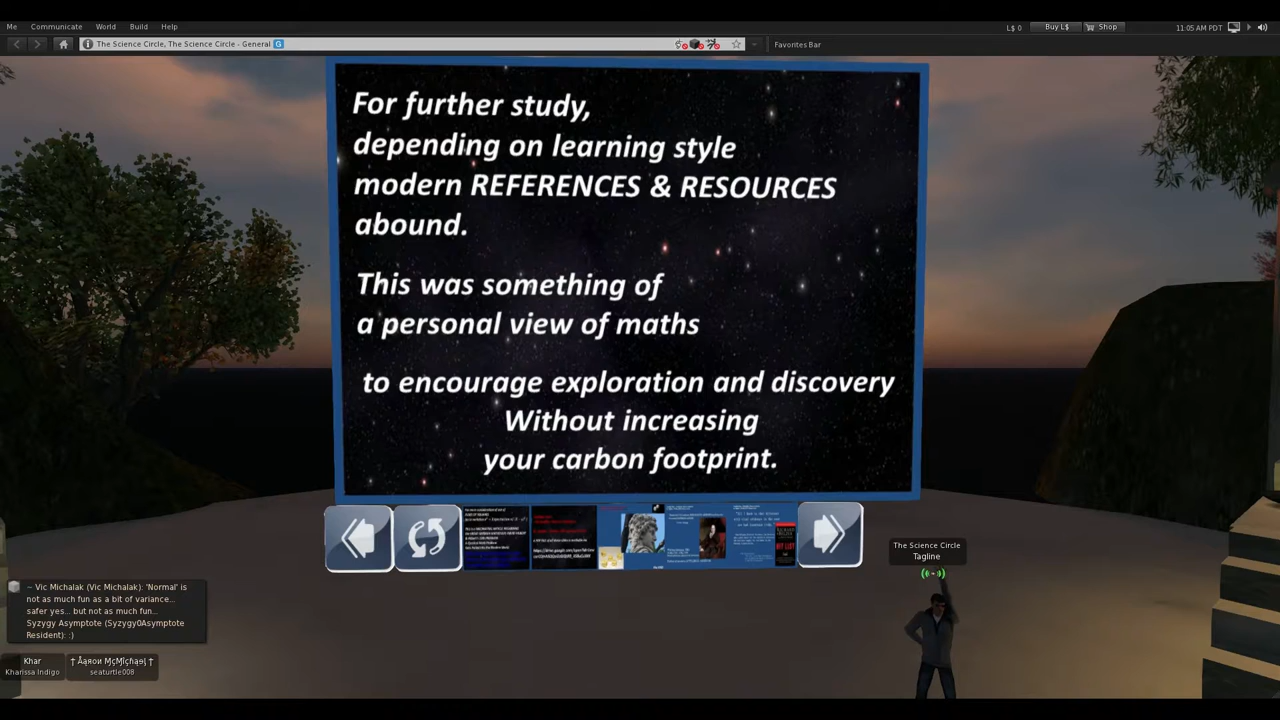 Me Communicate World Build Help
L$ 0 Buy L$ Shop 11:05 AM PDT
The Science Circle, The Science Circle - General G
Favorites Bar
For further study,
depending on learning style
modern REFERENCES & RESOURCES
abound.
This was something of
a personal view of maths
to encourage exploration and discovery
Without increasing
your carbon footprint.
The Science Circle
Tagline
— Vic Michalak (Vic Michalak): 'Normal' is
not as much fun as a bit of variance...
safer yes... but not as much fun...
Syzygy Asymptote (Syzygy0Asymptote
Resident): :)
Khar
Kharissa Indigo
seaturtle008